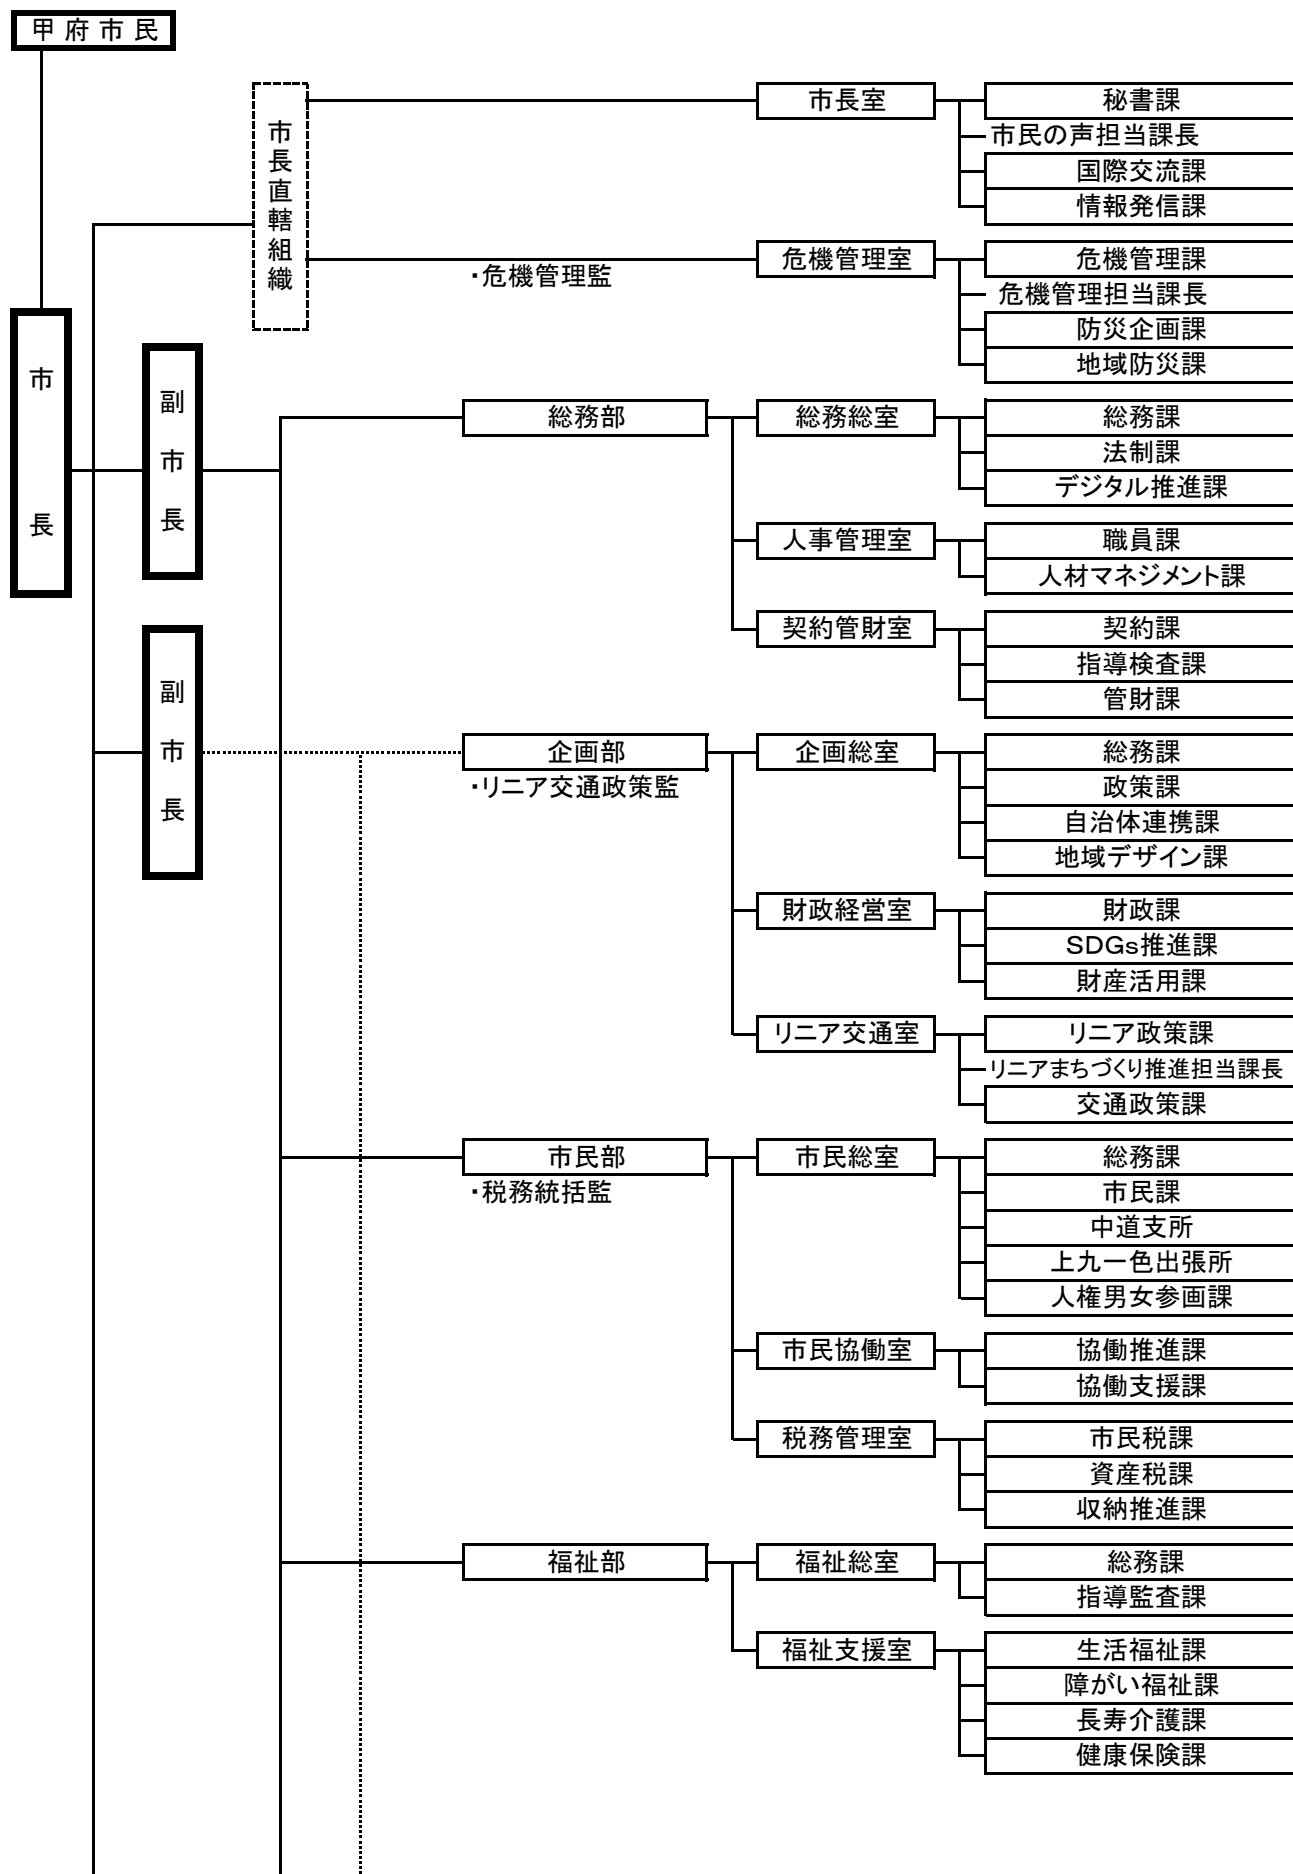 甲府市民
市長直轄組織
市長室
秘書課
市民の声担当課長
国際交流課
情報発信課
・危機管理監
危機管理室
危機管理課
危機管理担当課長
防災企画課
地域防災課
市長
副市長
総務部
総務総室
総務課
法制課
デジタル推進課
人事管理室
職員課
人材マネジメント課
契約管財室
契約課
指導検査課
管財課
副市長
企画部
・リニア交通政策監
企画総室
総務課
政策課
自治体連携課
地域デザイン課
財政経営室
財政課
SDGs推進課
財産活用課
リニア交通室
リニア政策課
リニアまちづくり推進担当課長
交通政策課
市民部
・税務統括監
市民総室
総務課
市民課
中道支所
上九一色出張所
人権男女参画課
市民協働室
協働推進課
協働支援課
税務管理室
市民税課
資産税課
収納推進課
福祉部
福祉総室
総務課
指導監査課
福祉支援室
生活福祉課
障がい福祉課
長寿介護課
健康保険課